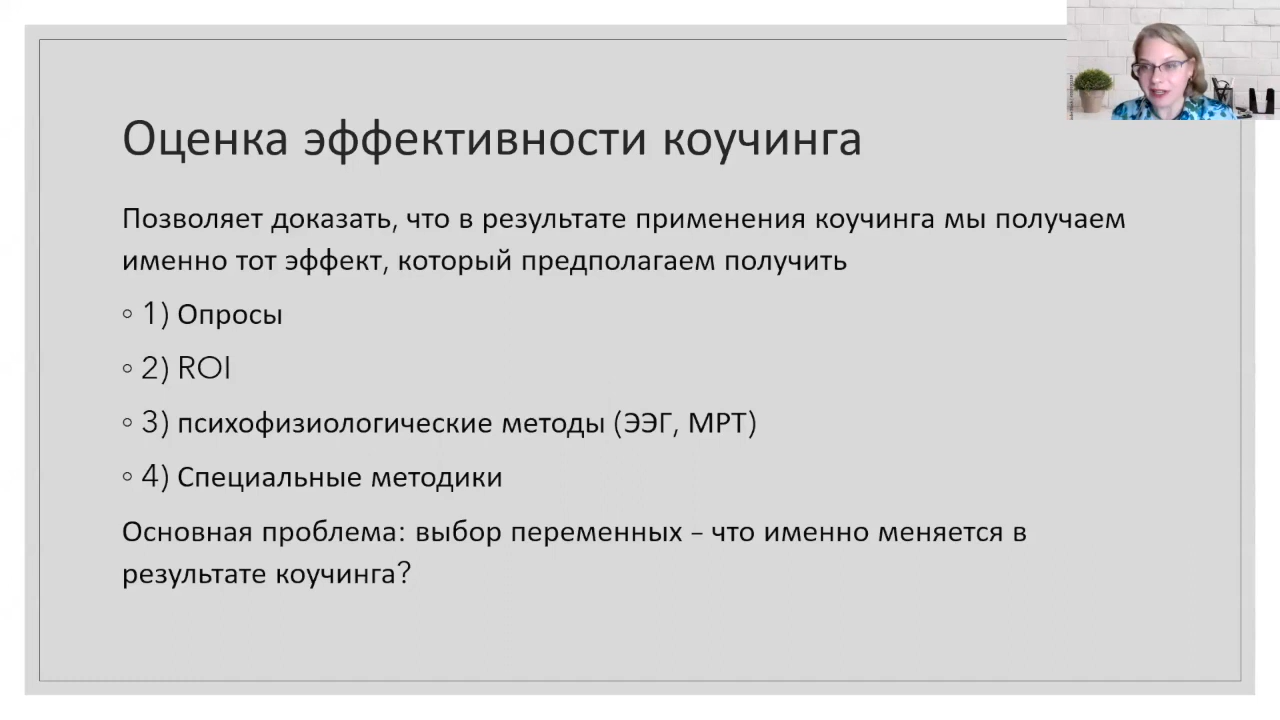 Оценка эффективности коучинга
Позволяет доказать, что в результате применения коучинга мы получаем
именно тот эффект, который предполагаем получить
◦ 1) Опросы
◦ 2) ROI
◦ 3) психофизиологические методы (ЭЭГ, МРТ)
◦ 4) Специальные методики
Основная проблема: выбор переменных – что именно меняется в
результате коучинга?